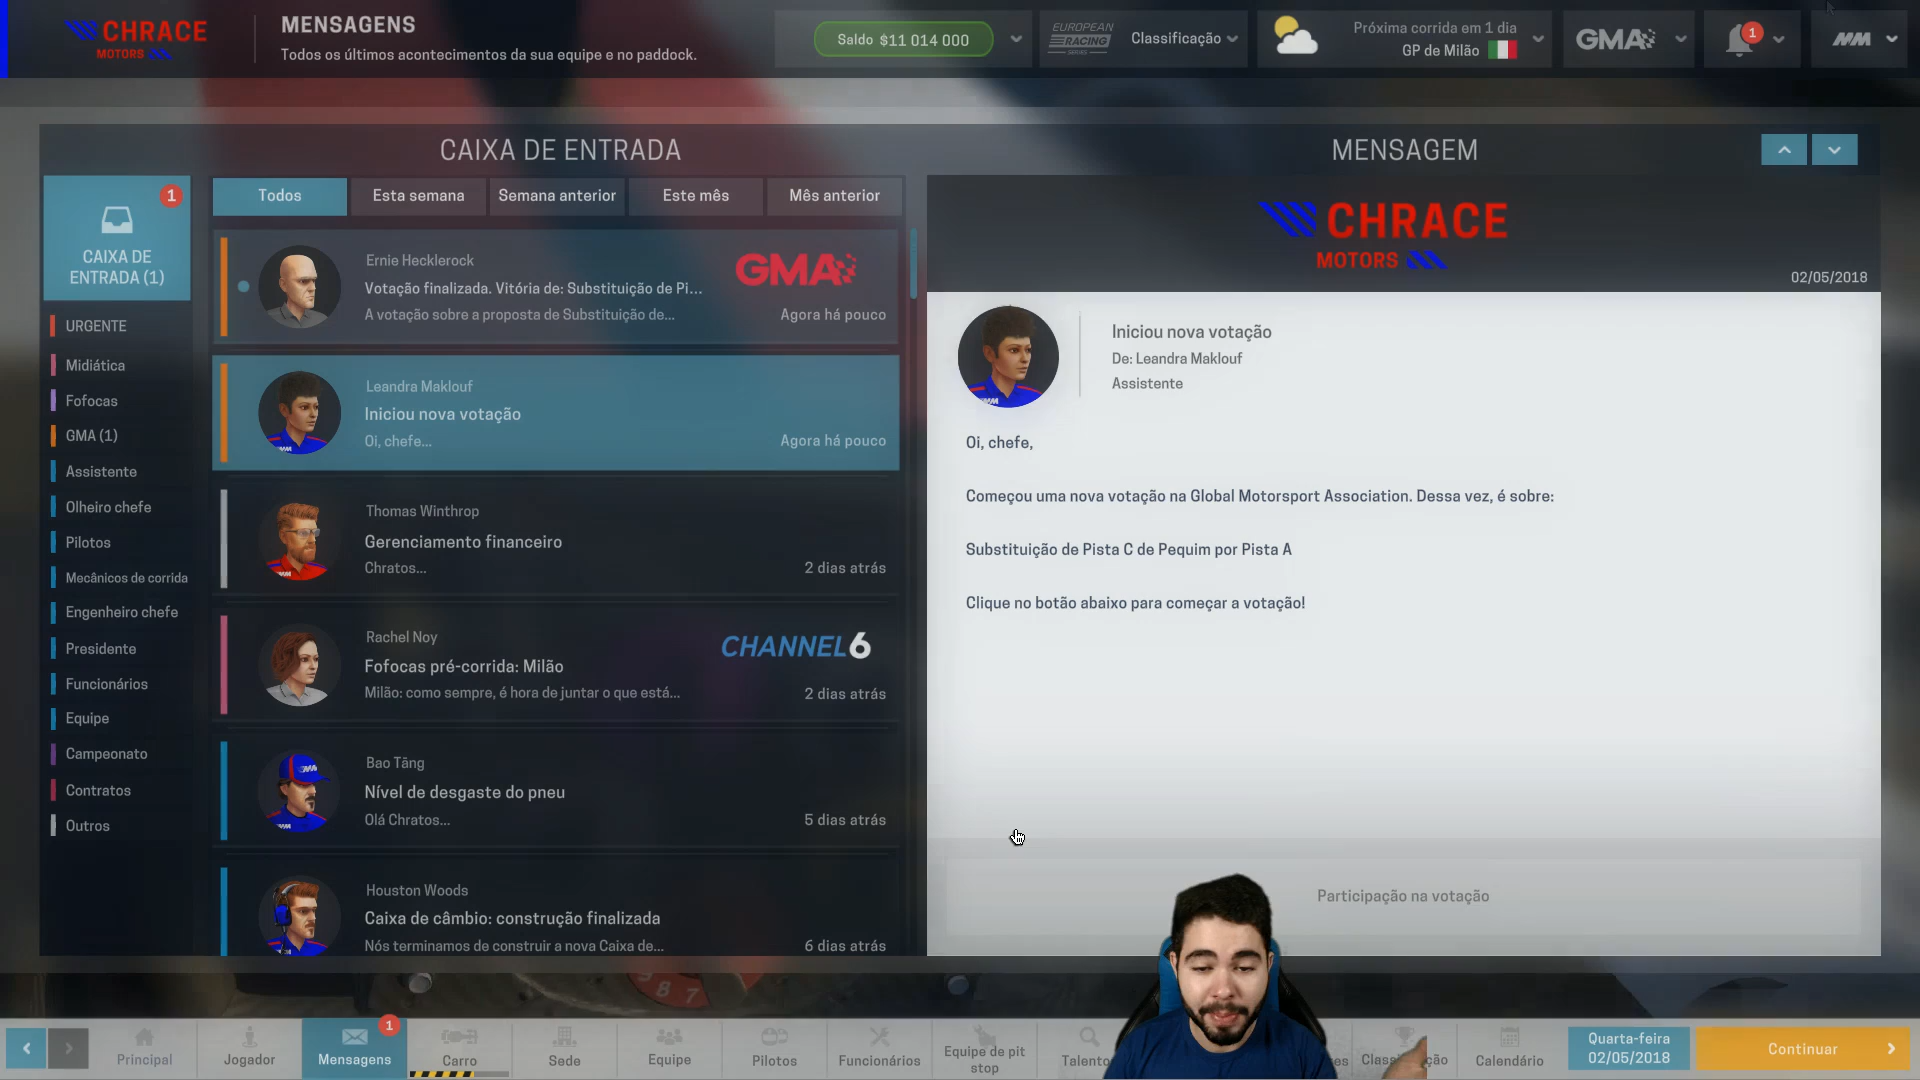 CHRACE
MOTORS
MENSAGENS
Todos os últimos acontecimentos da sua equipe e no paddock.
Saldo $11 014 000
EUROPEAN
RACING
SERIES
Classificação
Próxima corrida em 1 dia
GP de Milão
GMA
1
CAIXA DE ENTRADA
MENSAGEM
1
CAIXA DE
ENTRADA (1)
URGENTE
Midiática
Fofocas
GMA (1)
Assistente
Olheiro chefe
Pilotos
Mecânicos de corrida
Engenheiro chefe
Presidente
Funcionários
Equipe
Campeonato
Contratos
Outros
Todos
Esta semana
Semana anterior
Este mês
Mês anterior
Ernie Hecklerock
Votação finalizada. Vitória de: Substituição de Pi...
A votação sobre a proposta de Substituição de...
GMA
Agora há pouco
Leandra Maklouf
Iniciou nova votação
Oi, chefe...
Agora há pouco
Thomas Winthrop
Gerenciamento financeiro
Chratos...
2 dias atrás
Rachel Noy
Fofocas pré-corrida: Milão
Milão: como sempre, é hora de juntar o que está...
CHANNEL6
2 dias atrás
Bao Tāng
Nível de desgaste do pneu
Olá Chratos...
5 dias atrás
Houston Woods
Caixa de câmbio: construção finalizada
Nós terminamos de construir a nova Caixa de...
6 dias atrás
CHRACE
MOTORS
02/05/2018
Iniciou nova votação
De: Leandra Maklouf
Assistente
Oi, chefe,
Começou uma nova votação na Global Motorsport Association. Dessa vez, é sobre:
Substituição de Pista C de Pequim por Pista A
Clique no botão abaixo para começar a votação!
Participação na votação
8 7
Principal
Jogador
Mensagens
1
Carro
Sede
Equipe
Pilotos
Funcionários
Equipe de pit
stop
Calendário
Quarta-feira
02/05/2018
Continuar